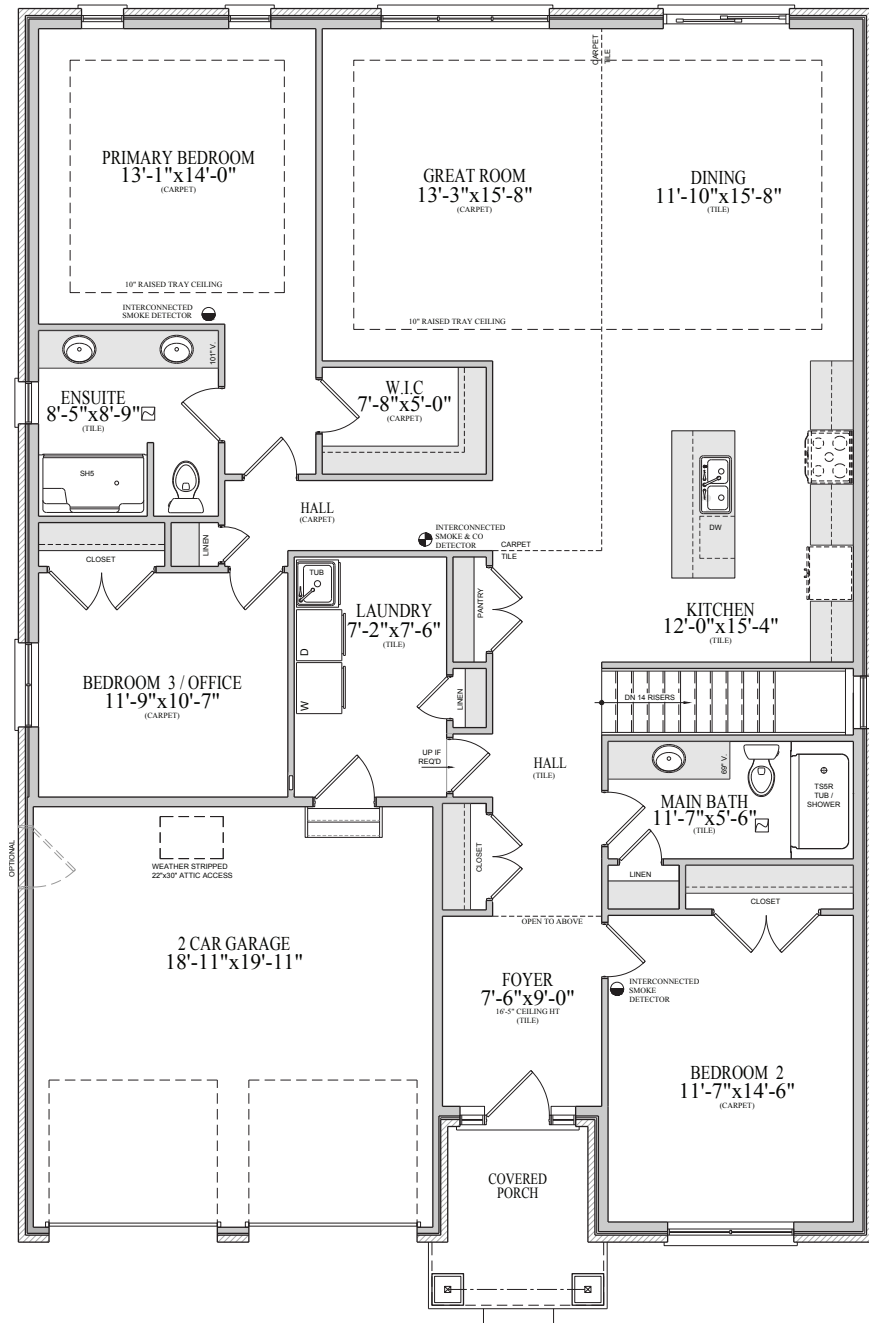 CARPET
TILE
PRIMARY BEDROOM
13'-1"x14'-0"
(CARPET)
GREAT ROOM
13'-3"x15'-8"
(CARPET)
DINING
11'-10"x15'-8"
(TILE)
10" RAISED TRAY CEILING
INTERCONNECTED
SMOKE DETECTOR
10" RAISED TRAY CEILING
101" V.
ENSUITE
8'-5"x8'-9"
(TILE)
W.I.C
7'-8"x5'-0"
(CARPET)
SH5
HALL
(CARPET)
DW
INTERCONNECTED
SMOKE & CO
DETECTOR
CARPET
TILE
LINEN
CLOSET
TUB
D
W
LAUNDRY
7'-2"x7'-6"
(TILE)
PANTRY
KITCHEN
12'-0"x15'-4"
(TILE)
BEDROOM 3 / OFFICE
11'-9"x10'-7"
(CARPET)
LINEN
DN 14 RISERS
UP IF
REQ'D
HALL
(TILE)
69" V.
MAIN BATH
11'-7"x5'-6"
(TILE)
TS5R
TUB /
SHOWER
OPTIONAL
WEATHER STRIPPED
22"x30" ATTIC ACCESS
CLOSET
LINEN
CLOSET
OPEN TO ABOVE
2 CAR GARAGE
18'-11"x19'-11"
FOYER
7'-6"x9'-0"
16'-5" CEILING HT
(TILE)
INTERCONNECTED
SMOKE
DETECTOR
BEDROOM 2
11'-7"x14'-6"
(CARPET)
COVERED
PORCH